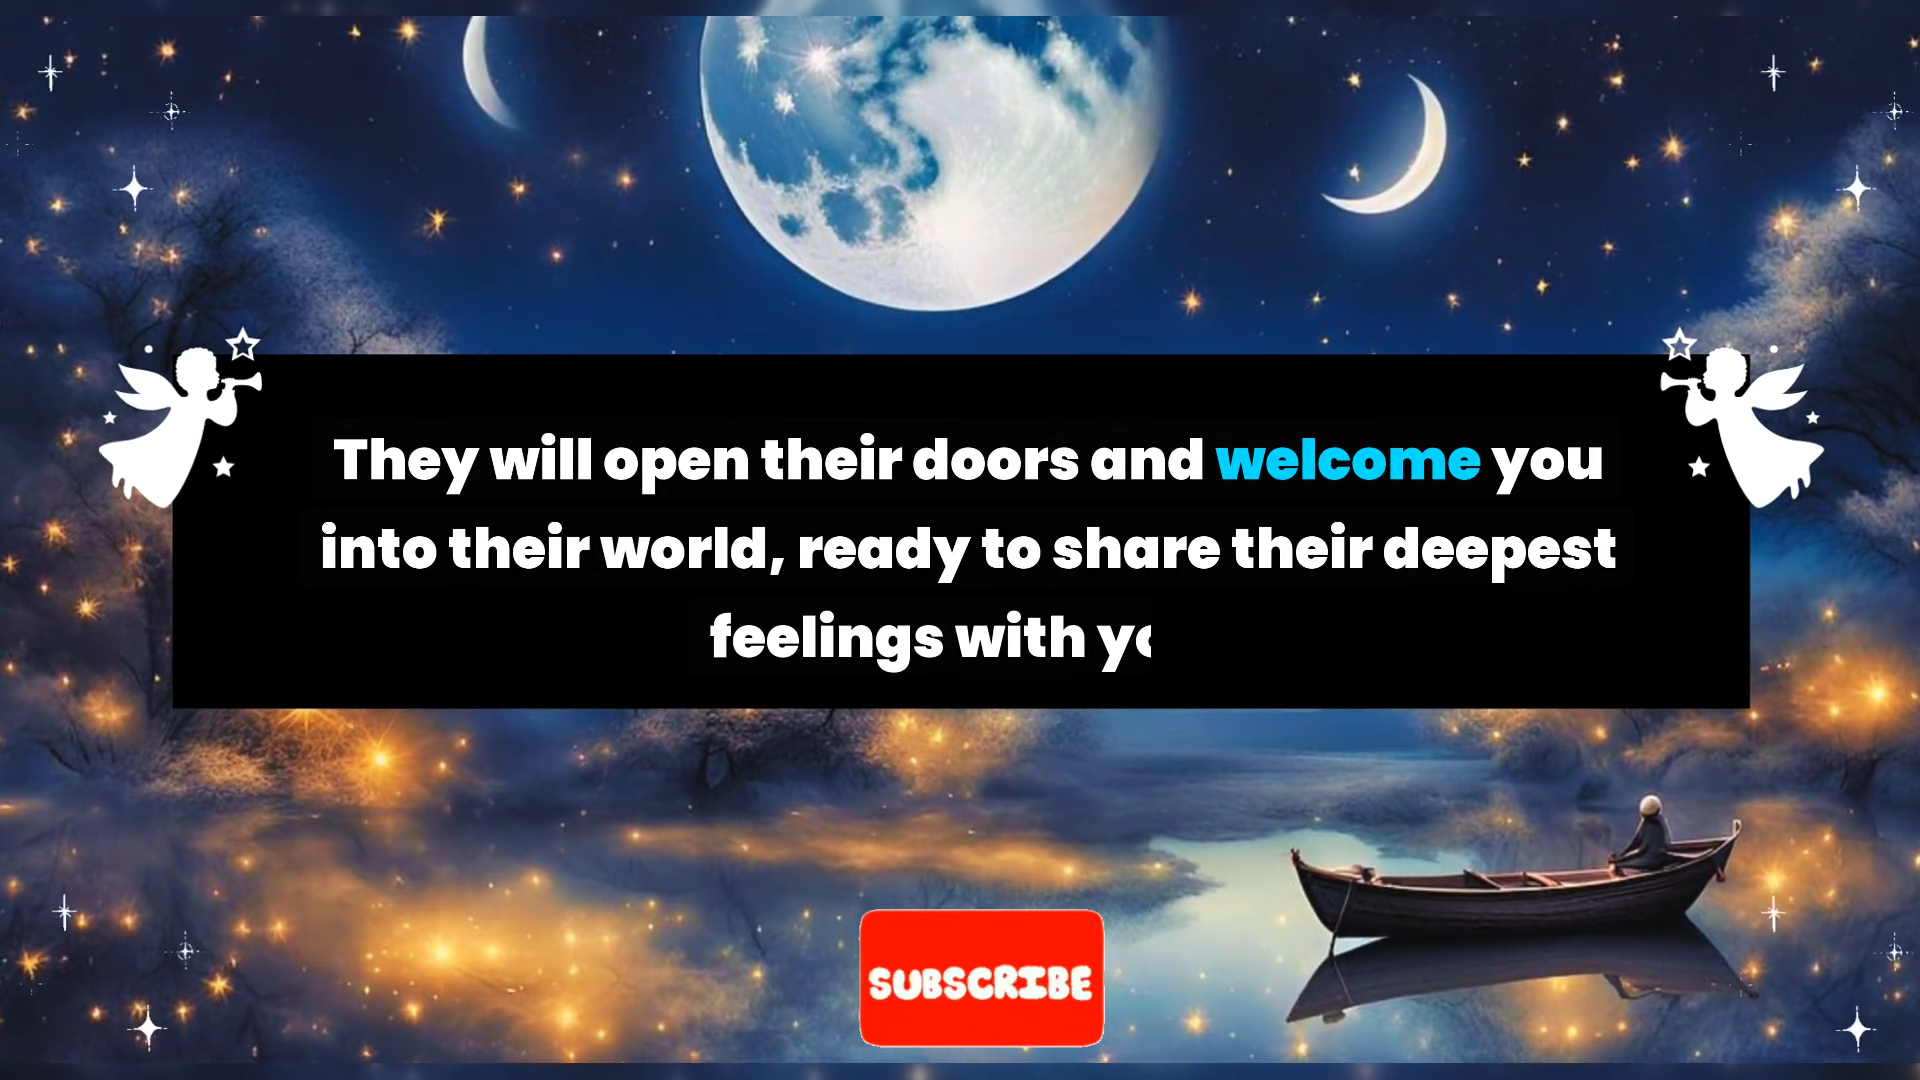 They will open their doors and welcome you
into their world, ready to share their deepest
feelings with
SUBSCRIBE